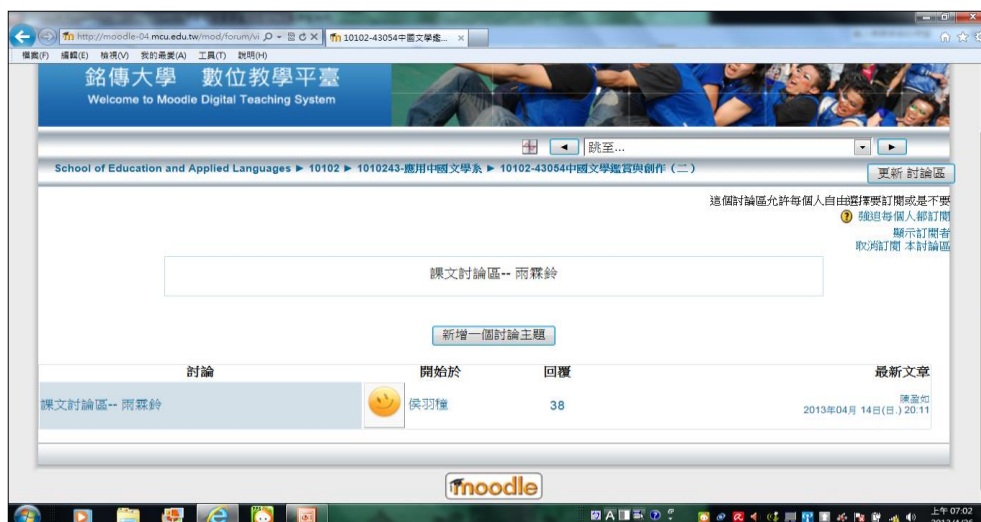 http://moodle-04.mcu.edu.tw/mod/forum/vi
10102-43054中國文學鑑...
檔案(F) 編輯(E) 檢視(V) 我的最愛(A) 工具(T) 說明(H)
銘傳大學 數位教學平臺
Welcome to Moodle Digital Teaching System
跳至...
School of Education and Applied Languages ► 10102 ► 1010243-應用中國文學系 ► 10102-43054中國文學鑑賞與創作（二）
更新 討論區
這個討論區允許每個人自由選擇要訂閱或是不要
強迫每個人都訂閱
顯示訂閱者
取消訂閱 本討論區
課文討論區-- 雨霖鈴
新增一個討論主題
討論 開始於 回覆 最新文章
課文討論區-- 雨霖鈴 侯羽穜 38 陳盈如
2013年04月 14日(日.) 20:11
moodle
上午 07:02